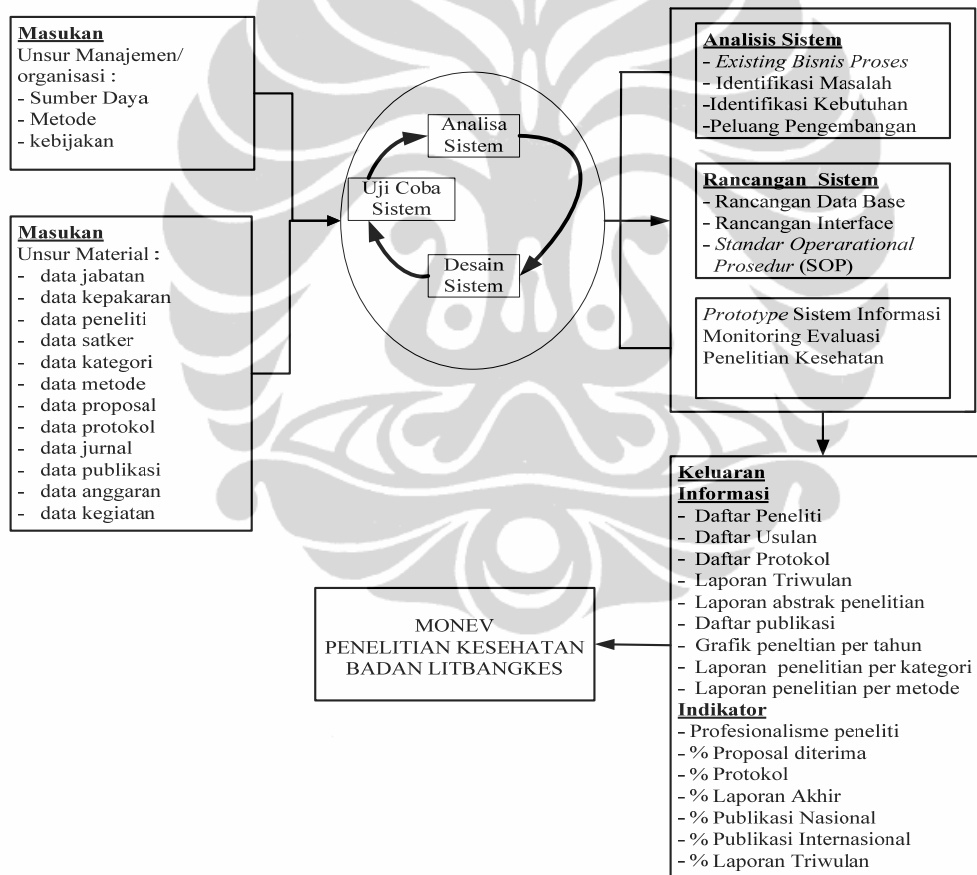 Masukan
Unsur Manajemen/
organisasi :
- Sumber Daya
- Metode
- kebijakan
Masukan
Unsur Material :
- data jabatan
- data kepakaran
- data peneliti
- data satker
- data kategori
- data metode
- data proposal
- data protokol
- data jurnal
- data publikasi
- data anggaran
- data kegiatan
Analisa
Sistem
Uji Coba
Sistem
Desain
Sistem
Analisis Sistem
- Existing Bisnis Proses
- Identifikasi Masalah
-Identifikasi Kebutuhan
-Peluang Pengembangan
Rancangan Sistem
- Rancangan Data Base
- Rancangan Interface
- Standar Operarational
Prosedur (SOP)
Prototype Sistem Informasi
Monitoring Evaluasi
Penelitian Kesehatan
Keluaran
Informasi
- Daftar Peneliti
- Daftar Usulan
- Daftar Protokol
- Laporan Triwulan
- Laporan abstrak penelitian
- Daftar publikasi
- Grafik peneltian per tahun
- Laporan penelitian per kategori
- Laporan penelitian per metode
Indikator
- Profesionalisme peneliti
- % Proposal diterima
- % Protokol
- % Laporan Akhir
- % Publikasi Nasional
- % Publikasi Internasional
- % Laporan Triwulan
MONEV
PENELITIAN KESEHATAN
BADAN LITBANGKES